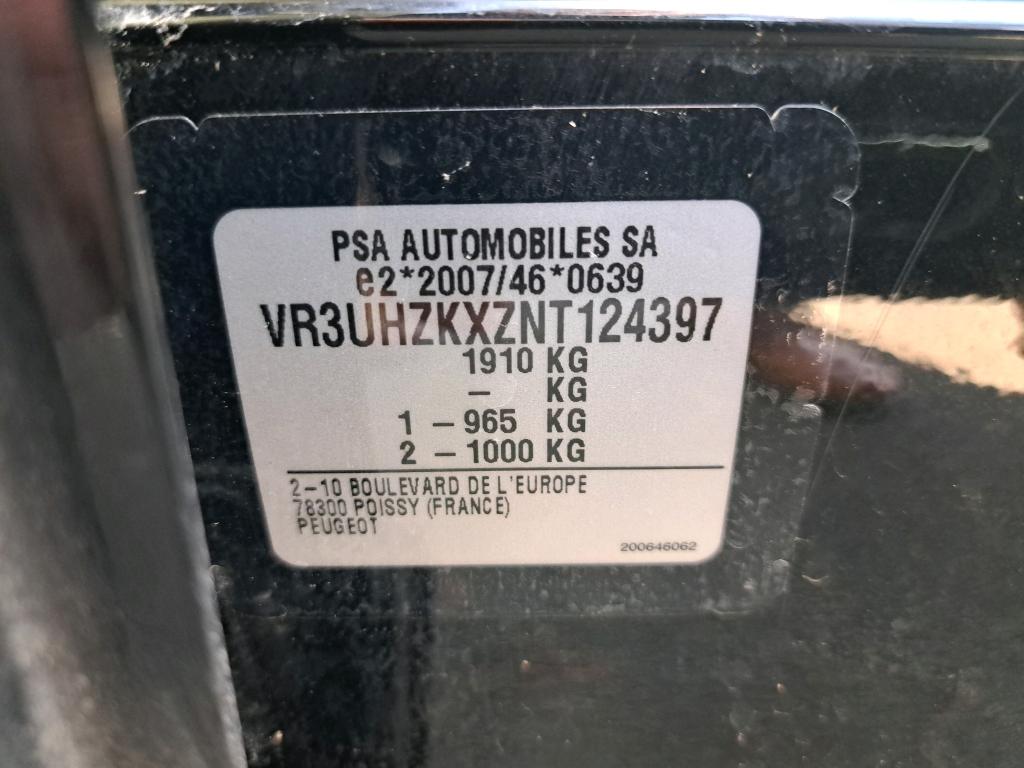 PSA AUTOMOBILES SA
e2*2007/46*0639
VR3UHZKXZNT124397
1910 KG
– KG
1 – 965 KG
2 – 1000 KG
2-10 BOULEVARD DE L'EUROPE
78300 POISSY (FRANCE)
PEUGEOT
200646062